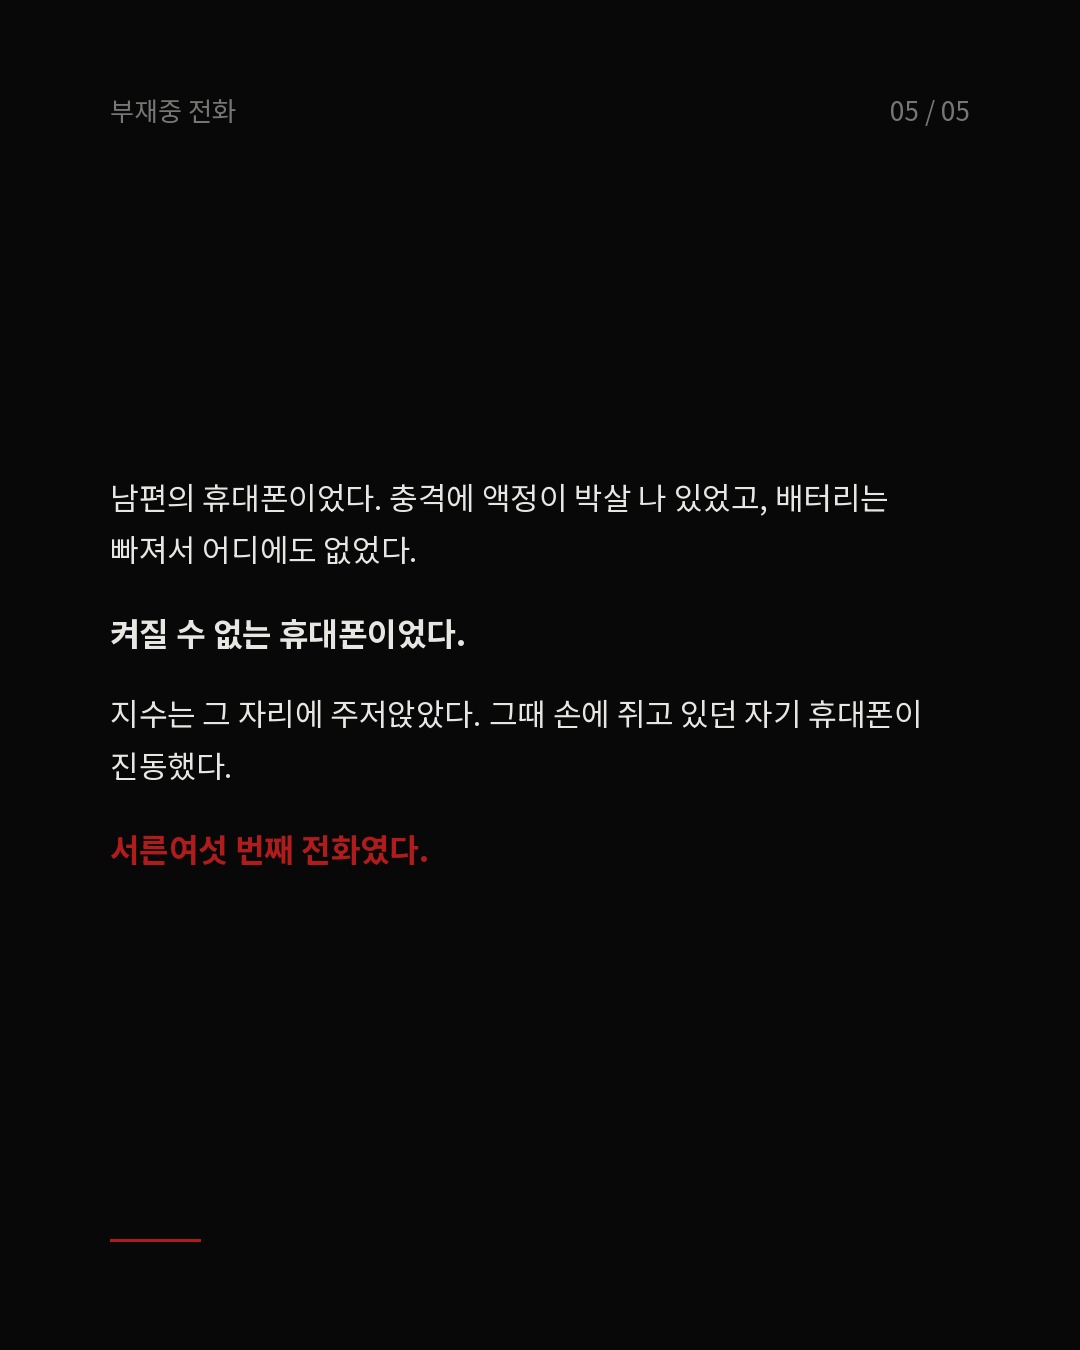 부재중 전화
05 / 05
남편의 휴대폰이었다. 충격에 액정이 박살 나 있었고, 배터리는
빠져서 어디에도 없었다.
켜질 수 없는 휴대폰이었다.
지수는 그 자리에 주저앉았다. 그때 손에 쥐고 있던 자기 휴대폰이
진동했다.
서른여섯 번째 전화였다.